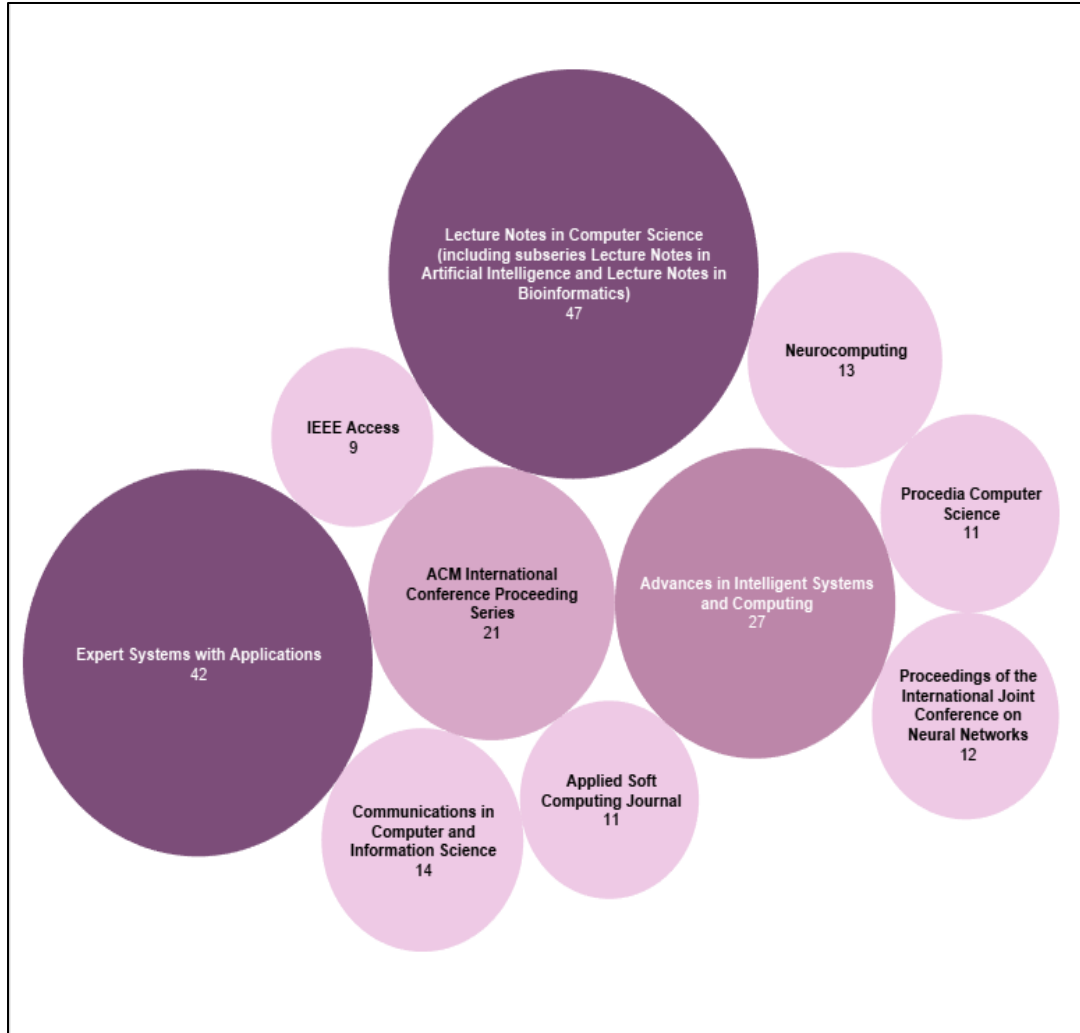 Lecture Notes in Computer Science
(including subseries Lecture Notes in
Artificial Intelligence and Lecture Notes in
Bioinformatics)
47
Neurocomputing
13
IEEE Access
9
Procedia Computer
Science
11
ACM International
Conference Proceeding
Series
21
Advances in Intelligent Systems
and Computing
27
Expert Systems with Applications
42
Proceedings of the
International Joint
Conference on
Neural Networks
12
Applied Soft
Computing Journal
11
Communications in
Computer and
Information Science
14